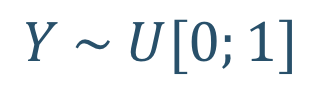 Y ~ U[0; 1]